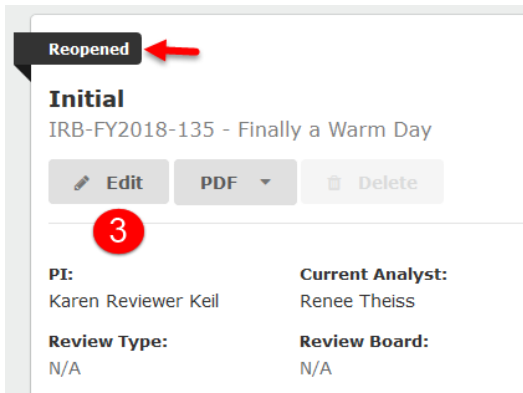 Reopened
Initial
IRB-FY2018-135 - Finally a Warm Day
Edit PDF Delete
3
PI: Current Analyst:
Karen Reviewer Keil Renee Theiss
Review Type: Review Board:
N/A N/A